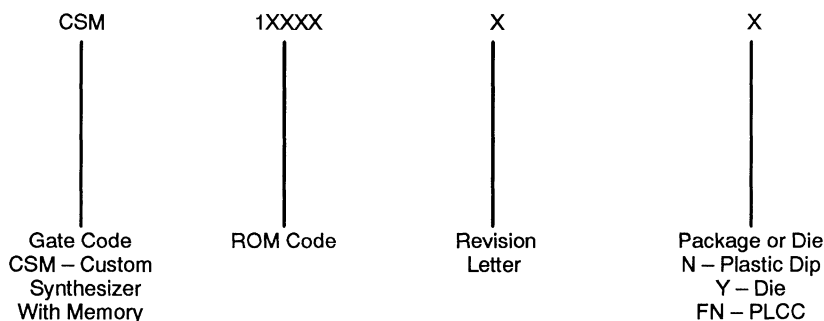 CSM 1XXXX X X
Gate Code ROM Code Revision Package or Die
CSM – Custom Letter N – Plastic Dip
Synthesizer Y – Die
With Memory FN – PLCC